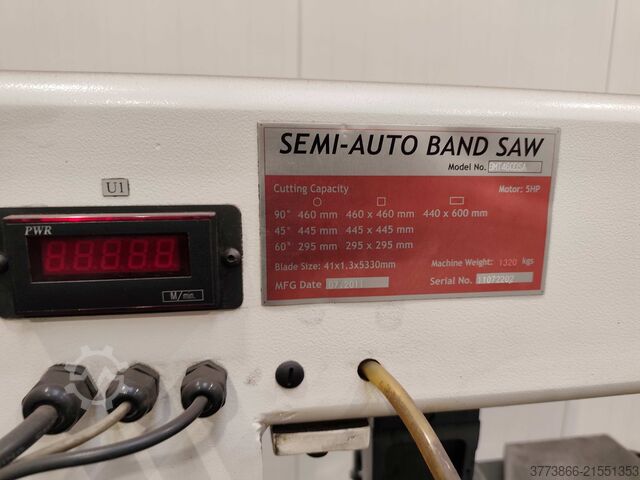 SEMI-AUTO BAND SAW
Model No. BMT460GSA
Cutting Capacity
Motor: 5HP
90° 460 mm 460 x 460 mm 440 x 600 mm
45° 445 mm 445 x 445 mm
60° 295 mm 295 x 295 mm
Blade Size: 41x1.3x5330mm
Machine Weight: 1320 kgs
MFG Date 07/2011
Serial No. 11072202
U1
PWR
M/min
3773866-21551353